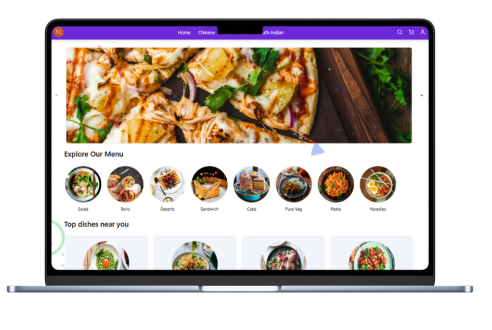 Home Chinese
th Indian
Explore Our Menu
Salad Rolls Deserts Sandwich Cake Pure Veg Pasta Noodles
Top dishes near you